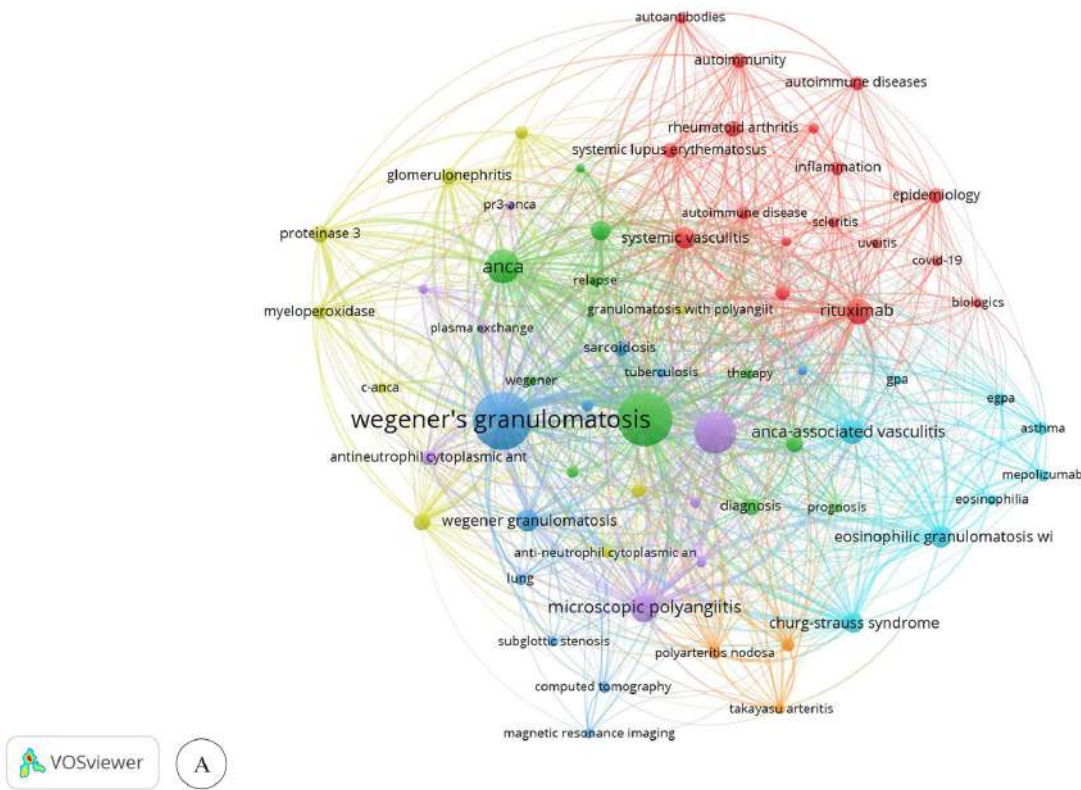 autoantibodies
autoimmunity
autoimmune diseases
rheumatoid arthritis
systemic lupus erythematosus
inflammation
glomerulonephritis
epidemiology
pr3-anca
autoimmune disease
scleritis
proteinase 3
systemic vasculitis
uveitis
covid-19
anca
relapse
biologics
myeloperoxidase
granulomatosis with polyangiit
rituximab
plasma exchange
sarcoidosis
tuberculosis
therapy
wegener
gpa
c-anca
egpa
wegener's granulomatosis
anca-associated vasculitis
asthma
antineutrophil cytoplasmic ant
mepolizumab
eosinophilia
diagnosis
prognosis
wegener granulomatosis
eosinophilic granulomatosis wi
anti-neutrophil cytoplasmic an
lung
microscopic polyangiitis
churg-strauss syndrome
subglottic stenosis
polyarteritis nodosa
computed tomography
takayasu arteritis
magnetic resonance imaging
VOSviewer
A